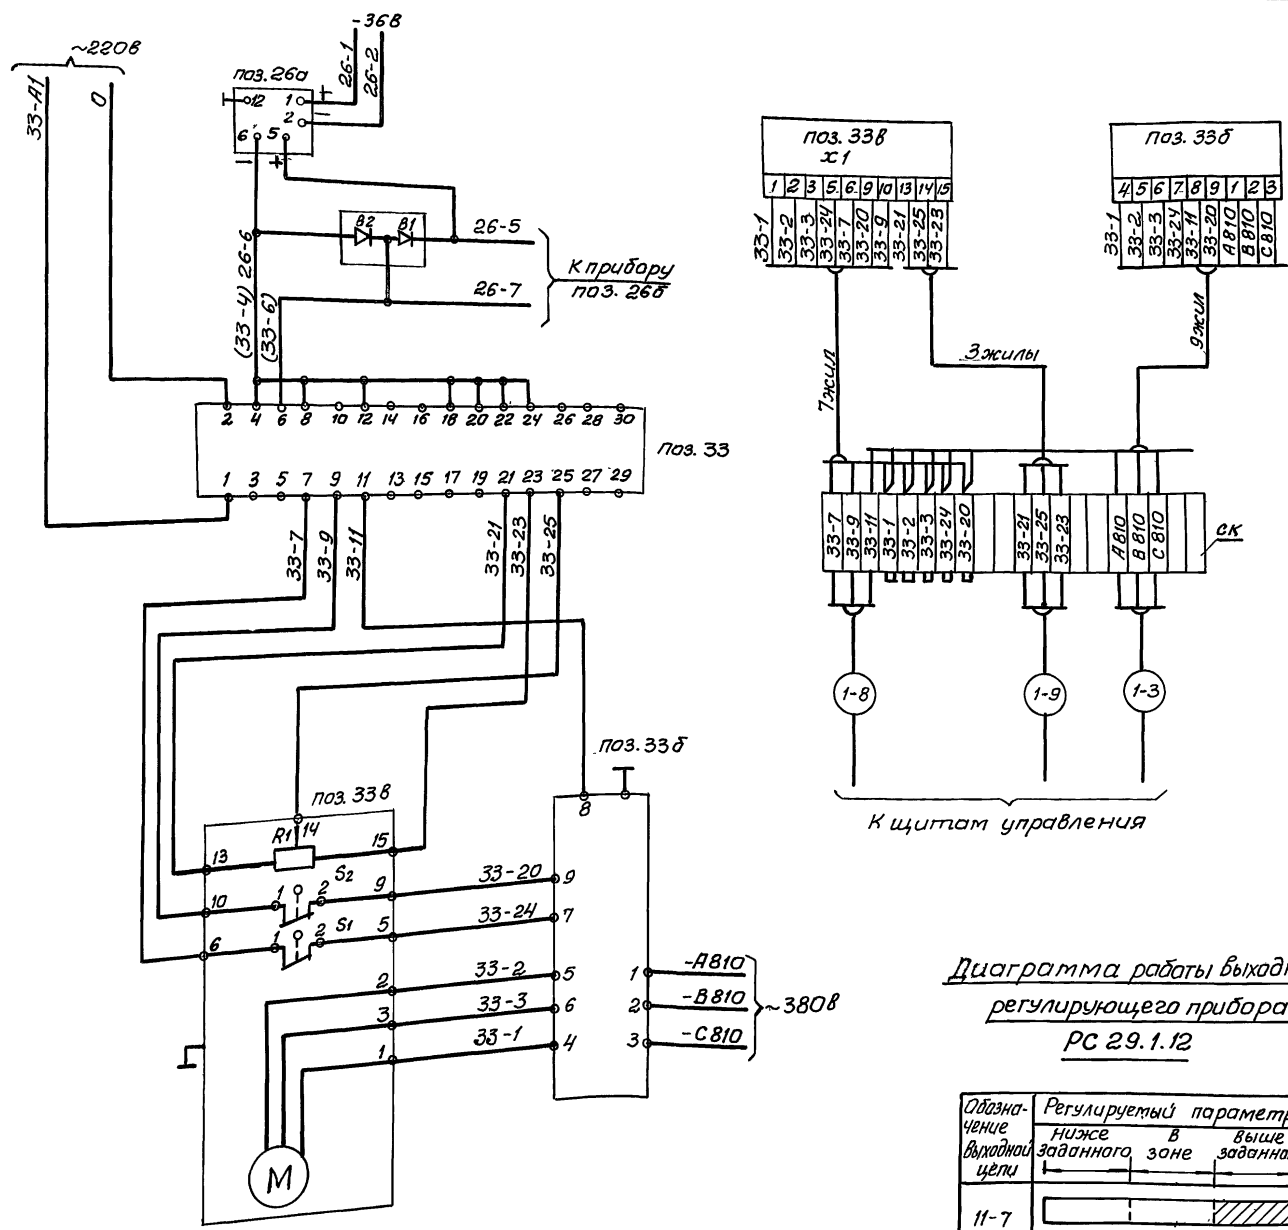 ~220в
-36в
33-А1
0
поз. 26а
26-1
26-2
+
12 1
2 –
6 5
– +
В2 В1
26-5
26-7
К прибору
поз. 26б
(33-4) 26-6
(33-6)
2 4 6 8 10 12 14 16 18 20 22 24 26 28 30
поз. 33
1 3 5 7 9 11 13 15 17 19 21 23 25 27 29
33-7
33-9
33-11
33-21
33-23
33-25
поз. 33б
8
поз. 33в
R1 14
13 15
S2
10 1 2 9 33-20 9
S1
6 1 2 5 33-24 7
2 33-2 5
3 33-3 6
1 33-1 4
М
1 -А810
2 -В810
3 -С810
~380в
поз. 33в
х1
1 2 3 5 6 9 10 13 14 15
33-1
33-2
33-3
33-24
33-7
33-20
33-9
33-21
33-25
33-23
поз. 33б
4 5 6 7 8 9 1 2 3
33-1
33-2
33-3
33-24
33-11
33-20
А810
В810
С810
7жил
3жилы
9жил
33-7
33-9
33-11
33-1
33-2
33-3
33-24
33-20
33-21
33-25
33-23
А810
В810
С810
СК
1-8
1-9
1-3
К щитам управления
Диаграмма работы выходн
регулирующего прибора
РС 29.1.12
Обозна-
чение
выходной
цепи
Регулируемый параметр
ниже
заданного
в
зоне
выше
заданно
11-7